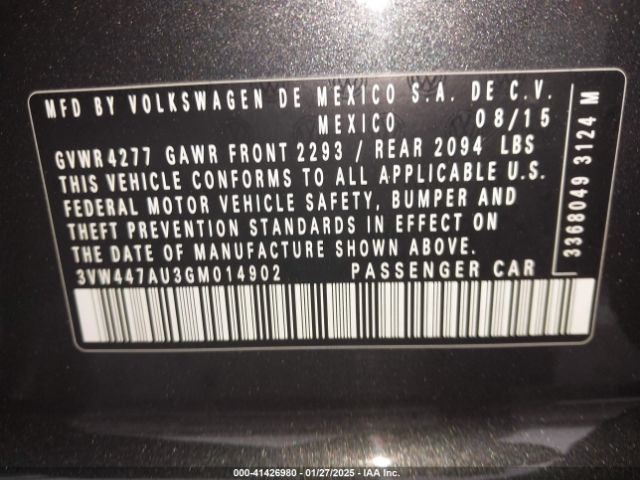 MFD BY VOLKSWAGEN DE MEXICO S.A. DE C.V.
MEXICO 08/15
GVWR 4277 GAWR FRONT 2293 / REAR 2094 LBS
THIS VEHICLE CONFORMS TO ALL APPLICABLE U.S.
FEDERAL MOTOR VEHICLE SAFETY, BUMPER AND
THEFT PREVENTION STANDARDS IN EFFECT ON
THE DATE OF MANUFACTURE SHOWN ABOVE.
3VW447AU3GM014902 PASSENGER CAR
3368049 3124 M
000-41426980 - 01/27/2025 - IAA Inc.